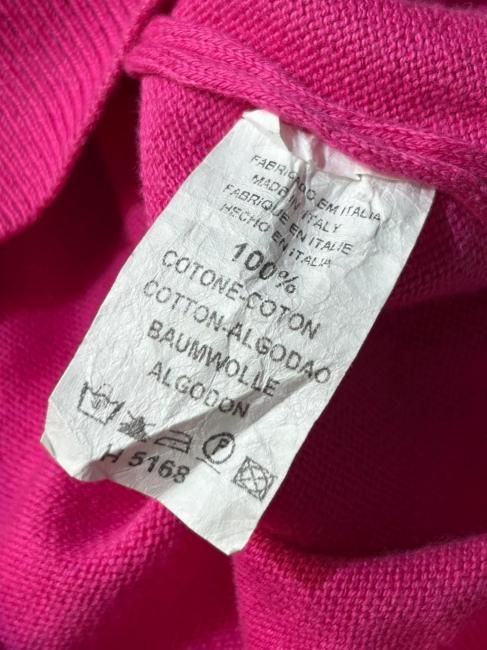 FABRICADO EM ITALIA
MADE IN ITALY
FABRIQUE EN ITALIE
HECHO EN ITALIA
100%
COTONE-COTON
COTTON-ALGODAO
BAUMWOLLE
ALGODON
P
H 5168